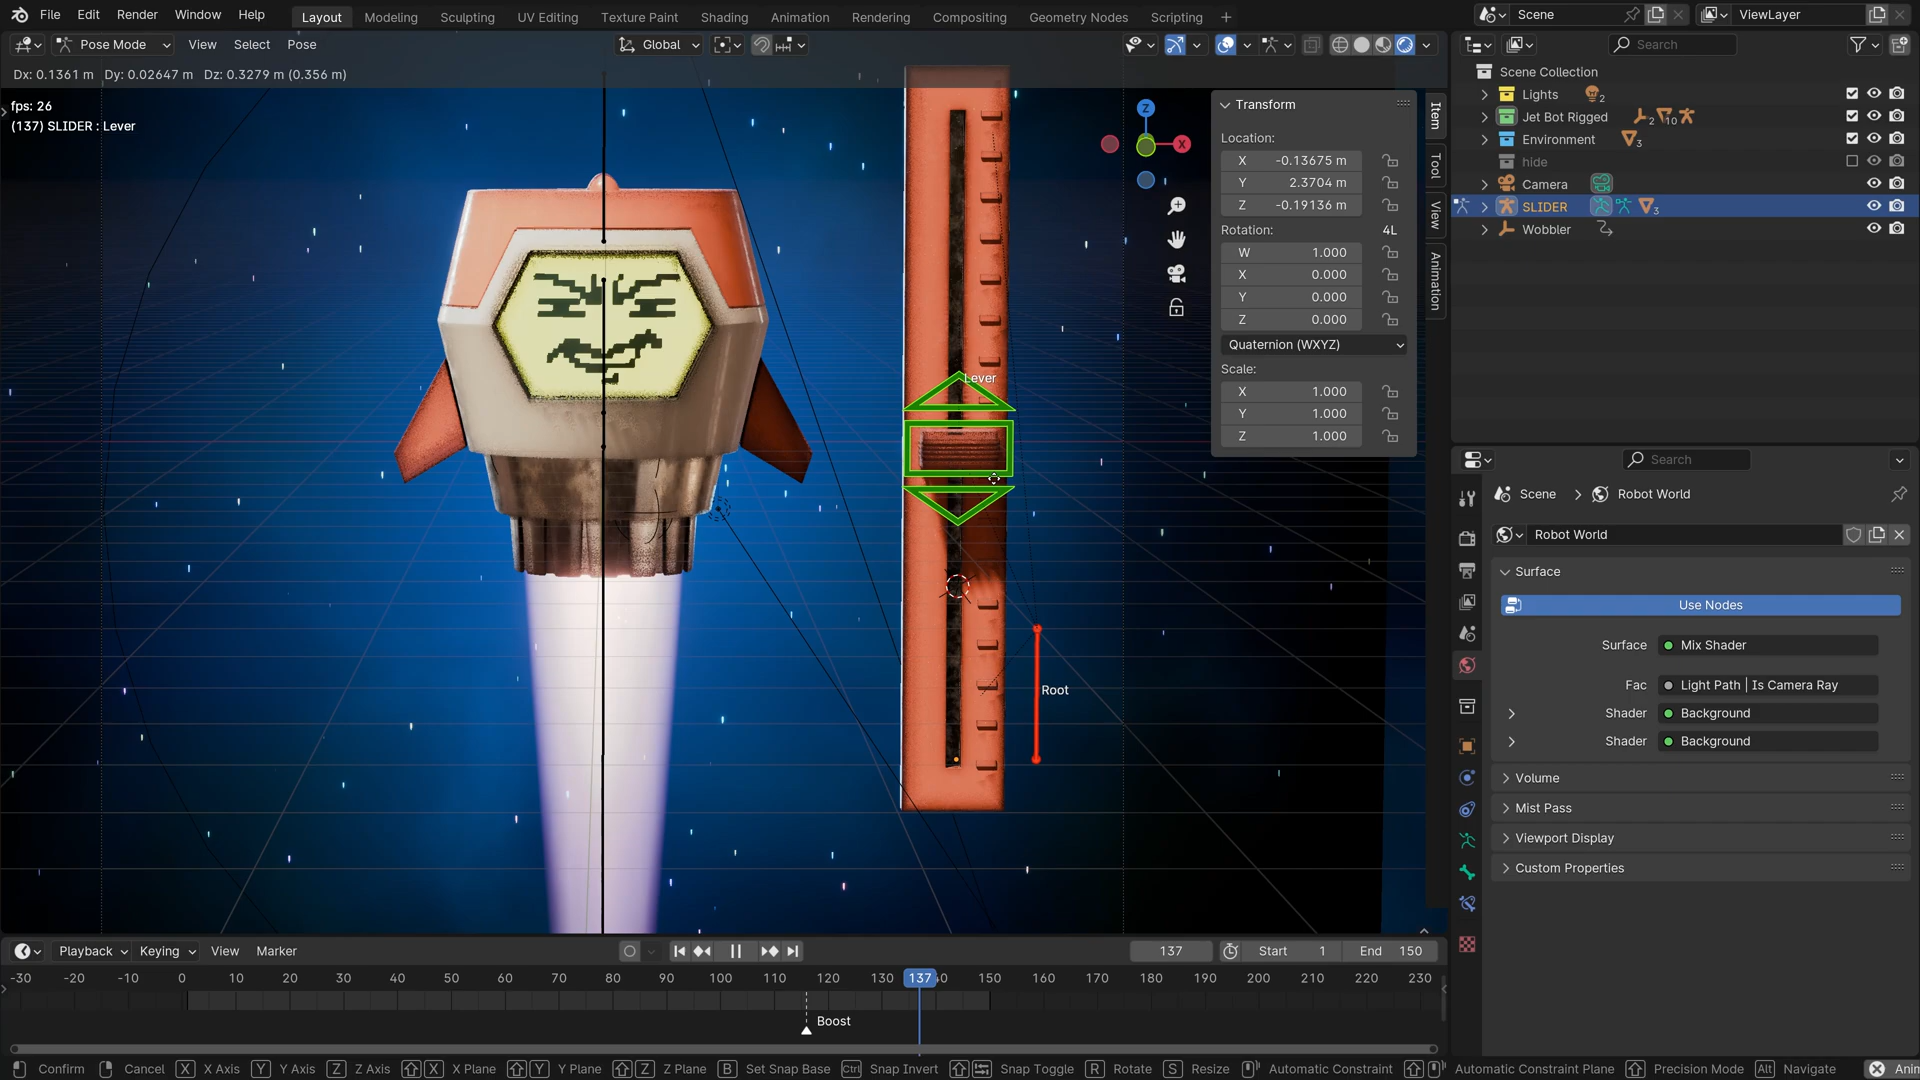 File Edit Render Window Help Layout Modeling Sculpting UV Editing Texture Paint Shading Animation Rendering Compositing Geometry Nodes Scripting + Scene ViewLayer
Pose Mode View Select Pose Global Search
Dx: 0.1361 m Dy: 0.02647 m Dz: 0.3279 m (0.356 m)
fps: 26
(137) SLIDER : Lever
Z
X
Lever
Root
Transform
Location:
X -0.13675 m
Y 2.3704 m
Z -0.19136 m
Rotation: 4L
W 1.000
X 0.000
Y 0.000
Z 0.000
Quaternion (WXYZ)
Scale:
X 1.000
Y 1.000
Z 1.000
Item
Tool
View
Animation
Scene Collection
Lights 2
Jet Bot Rigged 2 10
Environment 3
hide
Camera
SLIDER 3
Wobbler
Search
Scene > Robot World
Robot World
Surface
Use Nodes
Surface Mix Shader
Fac Light Path | Is Camera Ray
Shader Background
Shader Background
Volume
Mist Pass
Viewport Display
Custom Properties
Playback Keying View Marker 137 Start 1 End 150
-30 -20 -10 0 10 20 30 40 50 60 70 80 90 100 110 120 130 137 150 160 170 180 190 200 210 220 230
Boost
Confirm Cancel X X Axis Y Y Axis Z Z Axis X X Plane Y Y Plane Z Z Plane B Set Snap Base Ctrl Snap Invert Snap Toggle R Rotate S Resize Automatic Constraint Automatic Constraint Plane Precision Mode Alt Navigate